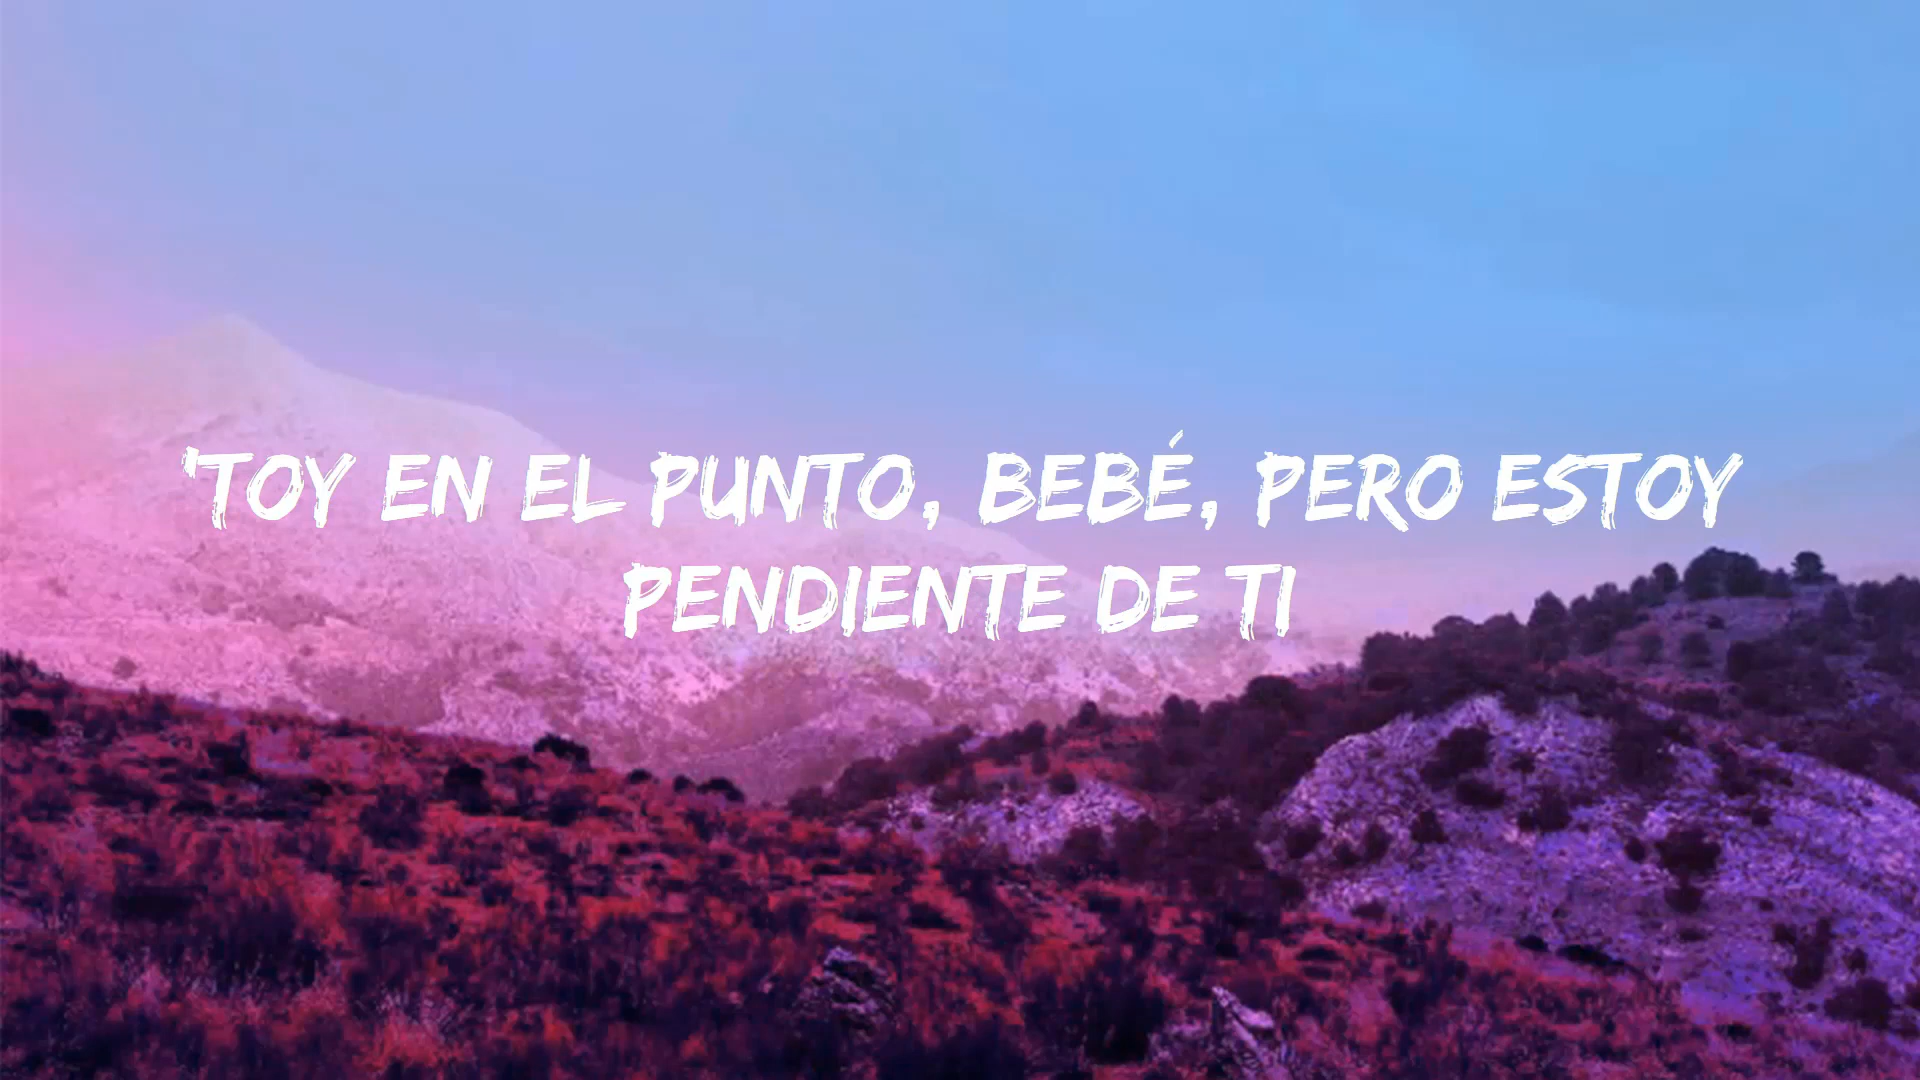 'TOY EN EL PUNTO, BEBÉ, PERO ESTOY
PENDIENTE DE TI